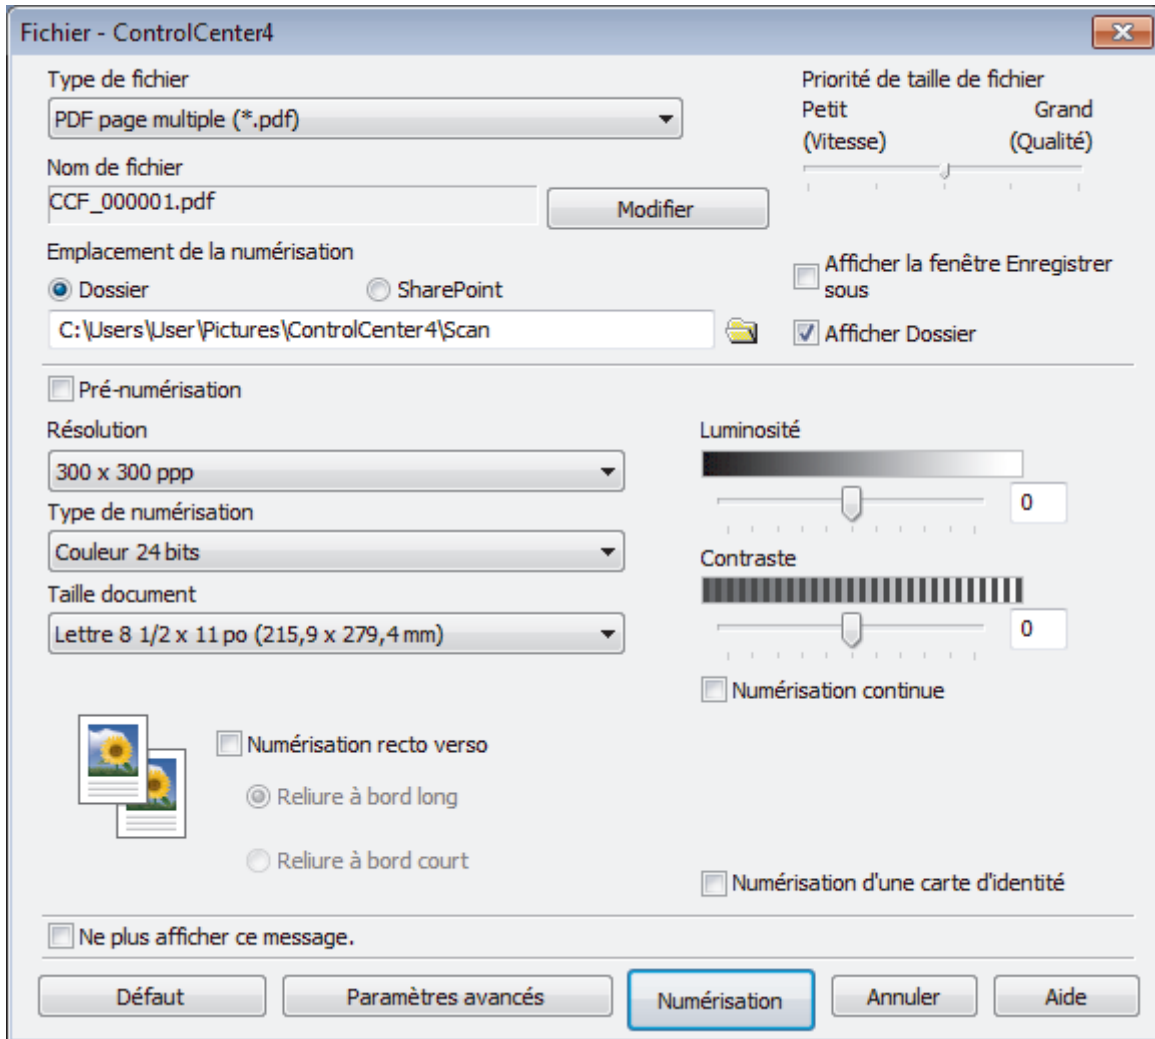 Fichier - ControlCenter4
Type de fichier
PDF page multiple (*.pdf)
Nom de fichier
CCF_000001.pdf
Modifier
Priorité de taille de fichier
Petit Grand
(Vitesse) (Qualité)
Emplacement de la numérisation
Dossier SharePoint
C:\Users\User\Pictures\ControlCenter4\Scan
Afficher la fenêtre Enregistrer
sous
Afficher Dossier
Pré-numérisation
Résolution
300 x 300 ppp
Type de numérisation
Couleur 24 bits
Taille document
Lettre 8 1/2 x 11 po (215,9 x 279,4 mm)
Luminosité
0
Contraste
0
Numérisation continue
Numérisation recto verso
Reliure à bord long
Reliure à bord court
Numérisation d'une carte d'identité
Ne plus afficher ce message.
Défaut Paramètres avancés Numérisation Annuler Aide